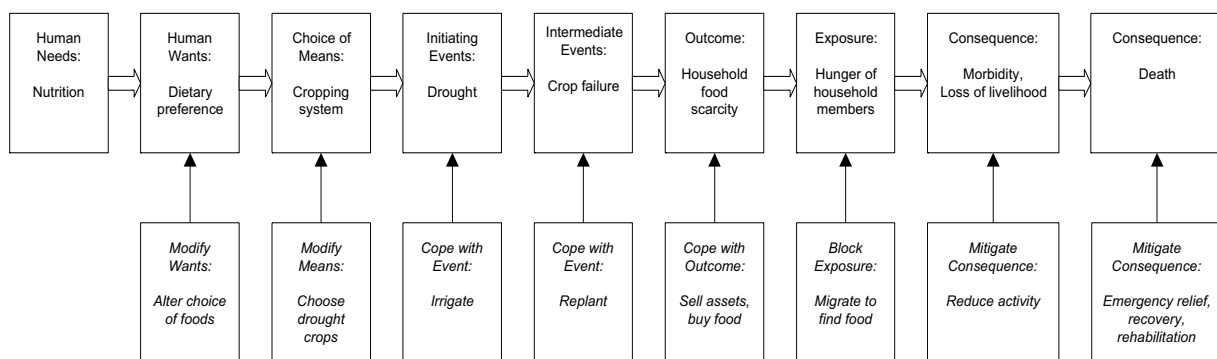 Human
Needs:
Nutrition
Human
Wants:
Dietary
preference
Choice of
Means:
Cropping
system
Initiating
Events:
Drought
Intermediate
Events:
Crop failure
Outcome:
Household
food
scarcity
Exposure:
Hunger of
household
members
Consequence:
Morbidity,
Loss of livelihood
Consequence:
Death
Modify
Wants:
Alter choice
of foods
Modify
Means:
Choose
drought
crops
Cope with
Event:
Irrigate
Cope with
Event:
Replant
Cope with
Outcome:
Sell assets,
buy food
Block
Exposure:
Migrate to
find food
Mitigate
Consequence:
Reduce activity
Mitigate
Consequence:
Emergency relief,
recovery,
rehabilitation